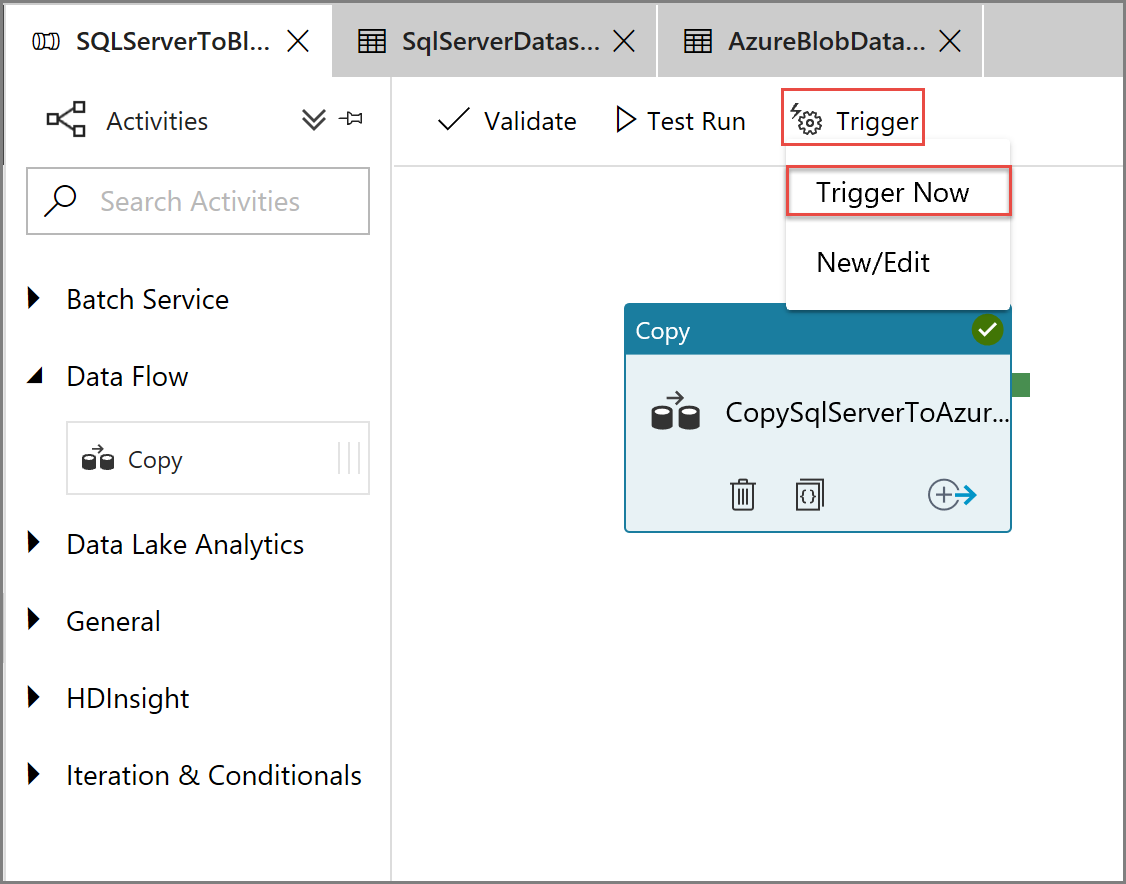 SQLServerToBl...
SqlServerDatas...
AzureBlobData...
Activities
Validate
Test Run
Trigger
Search Activities
Trigger Now
New/Edit
Batch Service
Data Flow
Copy
Data Lake Analytics
General
HDInsight
Iteration & Conditionals
Copy
CopySqlServerToAzur...